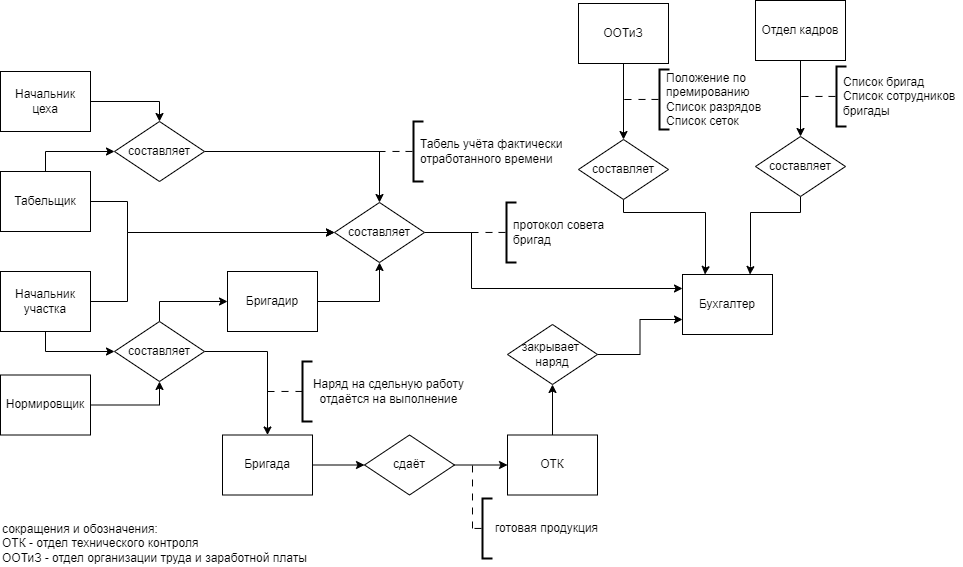 ООТиЗ
Отдел кадров
Положение по
премированию
Список разрядов
Список сеток
Список бригад
Список сотрудников
бригады
Начальник
цеха
составляет
Табель учёта фактически
отработанного времени
составляет
составляет
Табельщик
составляет
протокол совета
бригад
Начальник
участка
Бригадир
Бухгалтер
составляет
закрывает
наряд
Наряд на сдельную работу
отдаётся на выполнение
Нормировщик
Бригада
сдаёт
ОТК
готовая продукция
сокращения и обозначения:
ОТК - отдел технического контроля
ООТиЗ - отдел организации труда и заработной платы